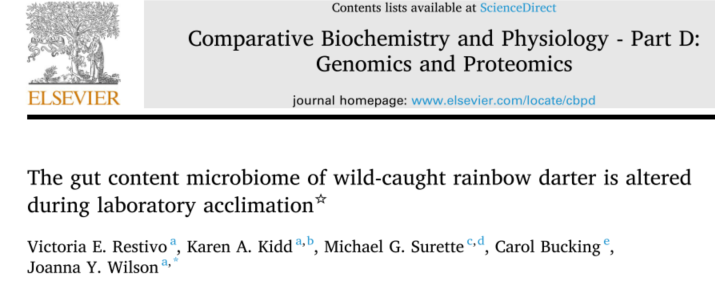 Contents lists available at ScienceDirect
Comparative Biochemistry and Physiology - Part D:
Genomics and Proteomics
ELSEVIER
journal homepage: www.elsevier.com/locate/cbpd
The gut content microbiome of wild-caught rainbow darter is altered
during laboratory acclimation☆
Victoria E. Restivo a, Karen A. Kidd a,b, Michael G. Surette c,d, Carol Bucking e,
Joanna Y. Wilson a,*